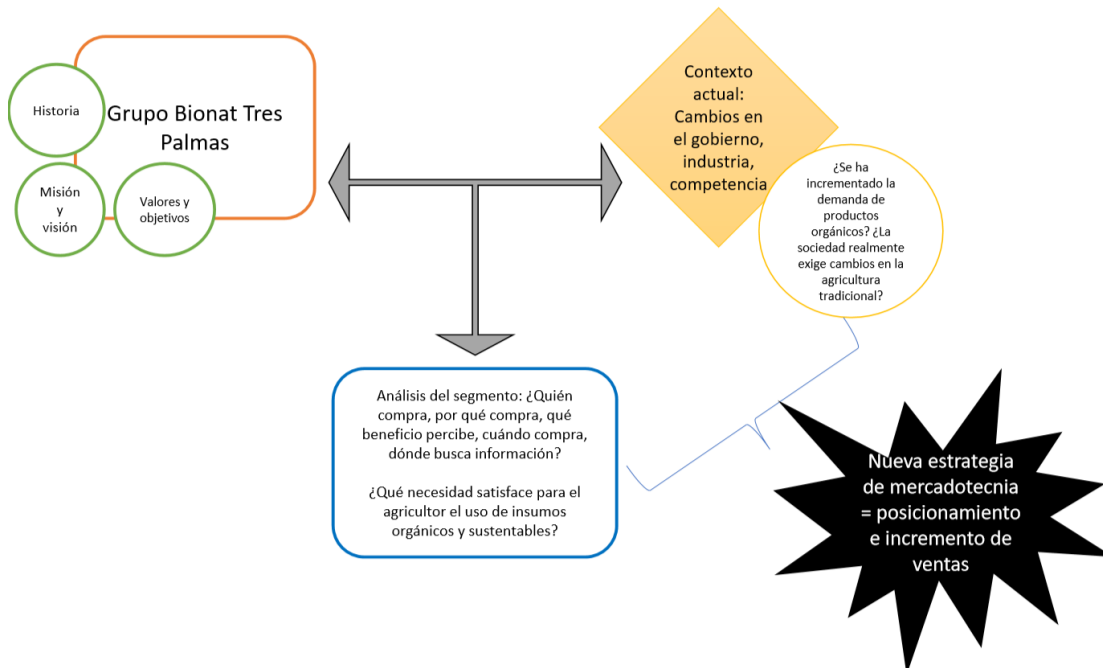 Grupo Bionat Tres
Palmas
Historia
Misión
y
visión
Valores y
objetivos
Contexto
actual:
Cambios en
el gobierno,
industria,
competencia
¿Se ha
incrementado la
demanda de
productos
orgánicos? ¿La
sociedad realmente
exige cambios en la
agricultura
tradicional?
Análisis del segmento: ¿Quién
compra, por qué compra, qué
beneficio percibe, cuándo compra,
dónde busca información?
¿Qué necesidad satisface para el
agricultor el uso de insumos
orgánicos y sustentables?
Nueva estrategia
de mercadotecnia
= posicionamiento
e incremento de
ventas